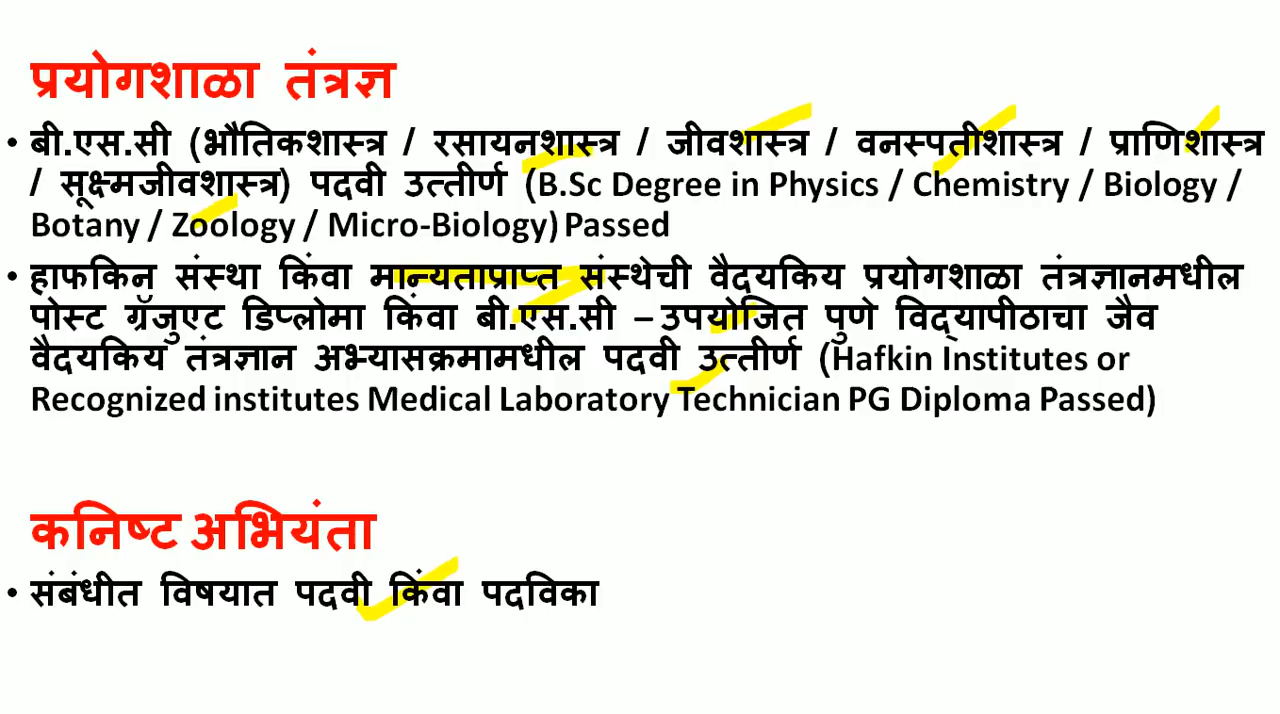 प्रयोगशाळा तंत्रज्ञ
• बी.एस.सी (भौतिकशास्त्र / रसायनशास्त्र / जीवशास्त्र / वनस्पतीशास्त्र / प्राणिशास्त्र
/ सूक्ष्मजीवशास्त्र) पदवी उत्तीर्ण (B.Sc Degree in Physics / Chemistry / Biology /
Botany / Zoology / Micro-Biology) Passed
• हाफकिन संस्था किंवा मान्यताप्राप्त संस्थेची वैदयकिय प्रयोगशाळा तंत्रज्ञानमधील
पोस्ट ग्रॅजुएट डिप्लोमा किंवा बी.एस.सी – उपयोजित पुणे विद्यापीठाचा जैव
वैदयकिय तंत्रज्ञान अभ्यासक्रमामधील पदवी उत्तीर्ण (Hafkin Institutes or
Recognized institutes Medical Laboratory Technician PG Diploma Passed)
कनिष्ट अभियंता
• संबंधीत विषयात पदवी किंवा पदविका